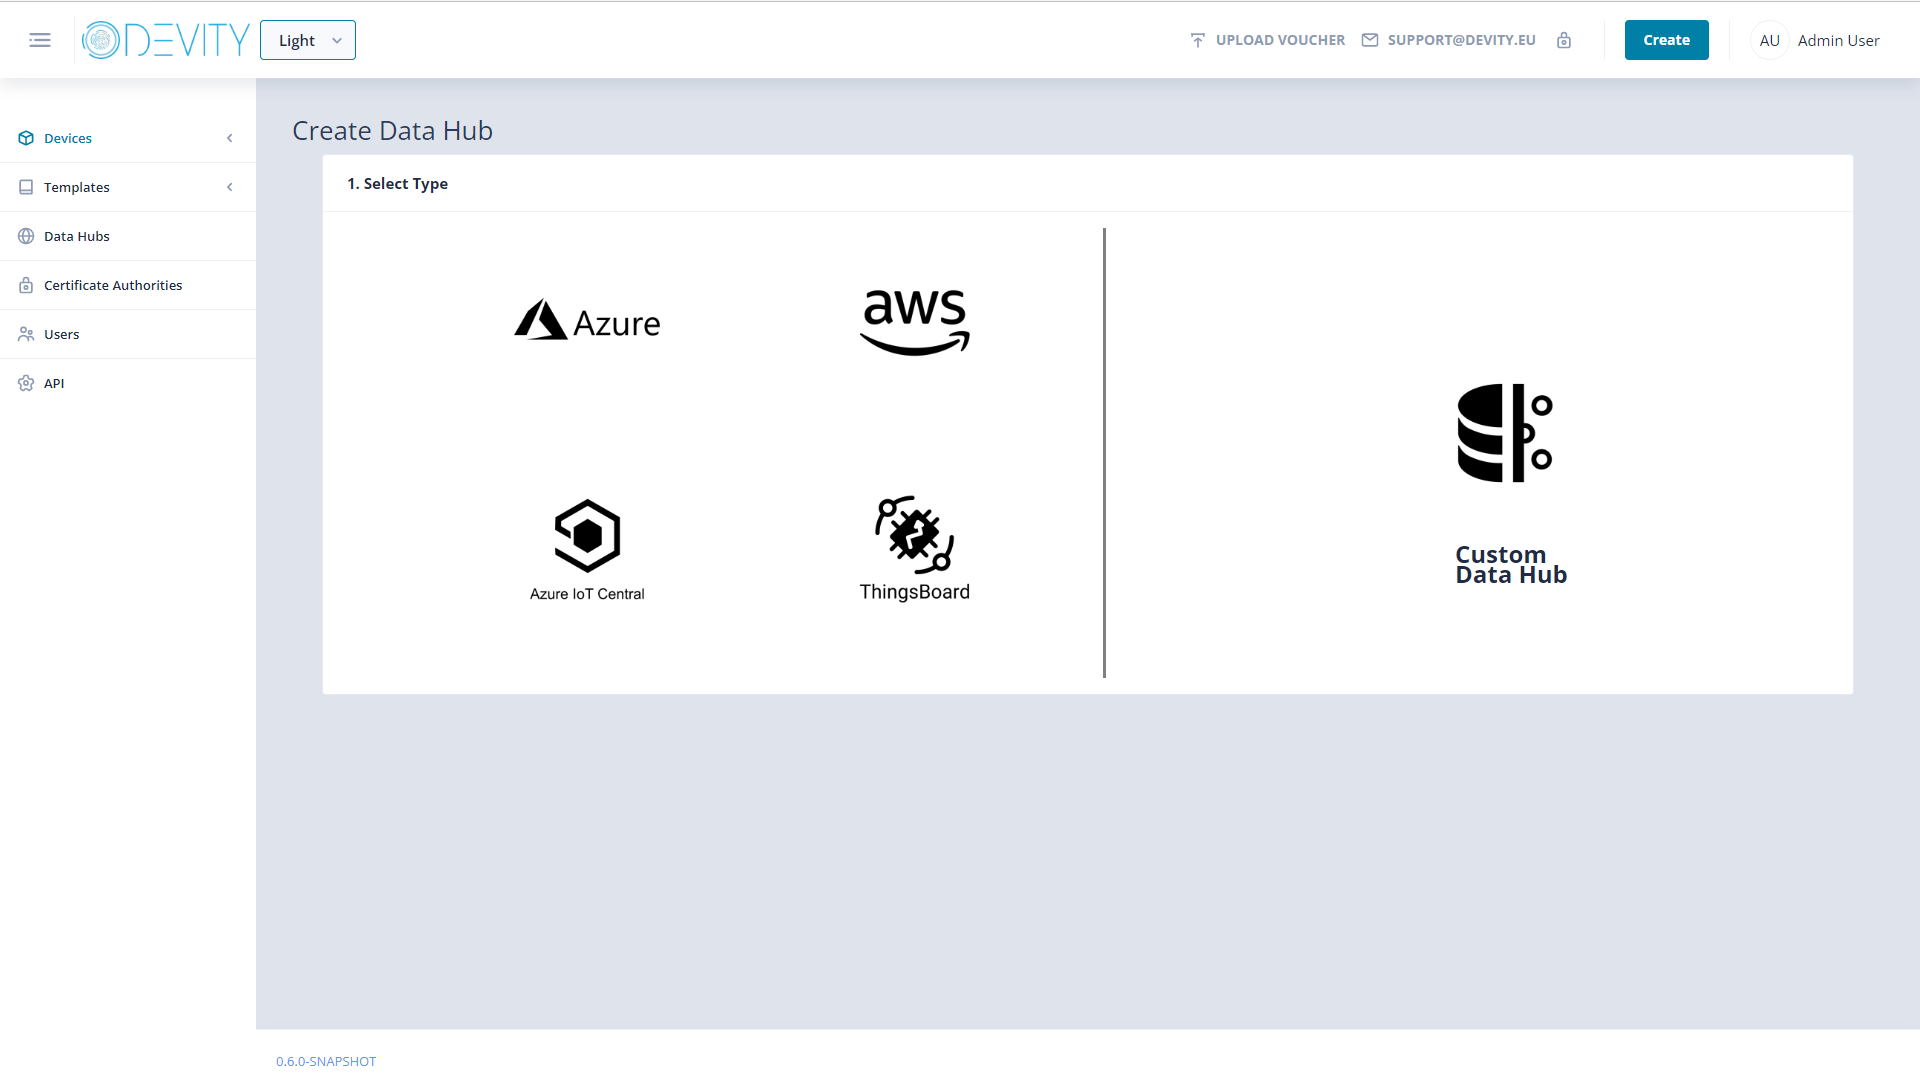 DEVITY
Light
UPLOAD VOUCHER
SUPPORT@DEVITY.EU
Create
AU
Admin User
Devices
Templates
Data Hubs
Certificate Authorities
Users
API
Create Data Hub
1. Select Type
Azure
aws
Azure IoT Central
ThingsBoard
Custom
Data Hub
0.6.0-SNAPSHOT